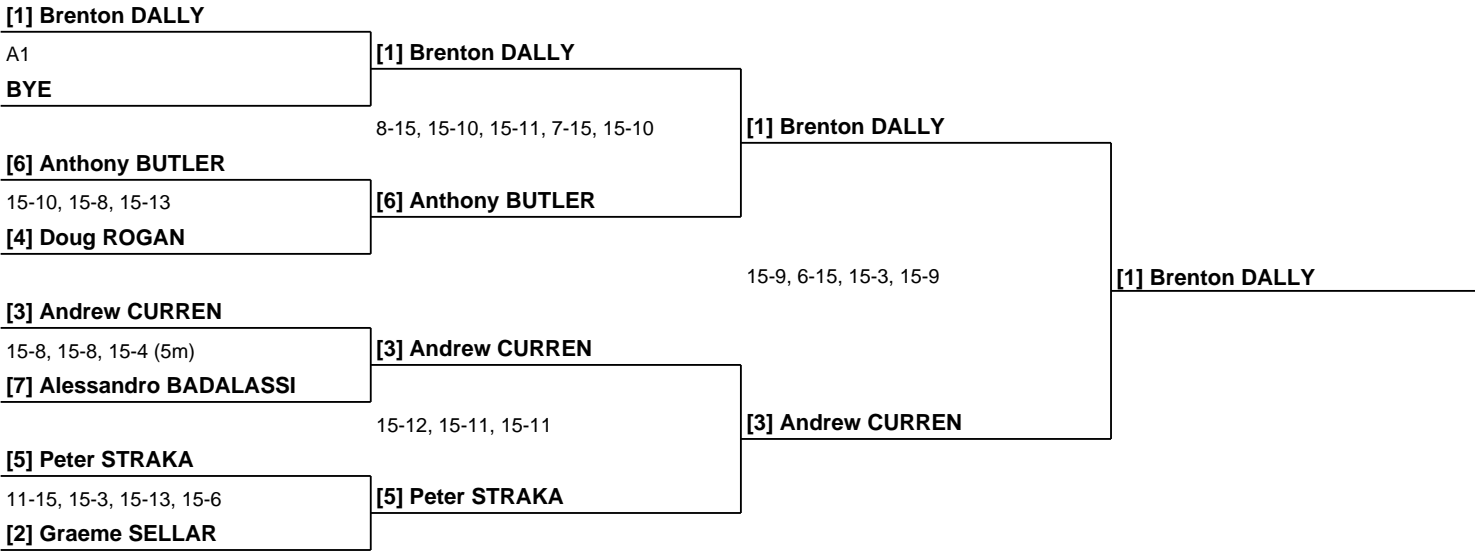 [1] Brenton DALLY
A1
BYE
[6] Anthony BUTLER
15-10, 15-8, 15-13
[4] Doug ROGAN
[3] Andrew CURREN
15-8, 15-8, 15-4 (5m)
[7] Alessandro BADALASSI
[5] Peter STRAKA
11-15, 15-3, 15-13, 15-6
[2] Graeme SELLAR
[1] Brenton DALLY
8-15, 15-10, 15-11, 7-15, 15-10
[6] Anthony BUTLER
[3] Andrew CURREN
15-12, 15-11, 15-11
[5] Peter STRAKA
[1] Brenton DALLY
15-9, 6-15, 15-3, 15-9
[3] Andrew CURREN
[1] Brenton DALLY